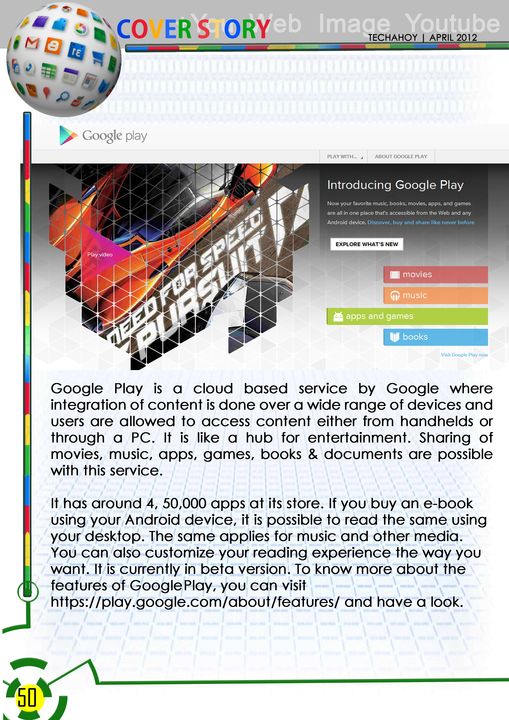 You Web Image Youtube
COVER STORY
TECHAHOY | APRIL 2012
Google play
PLAY WITH... ABOUT GOOGLE PLAY
Introducing Google Play
Now your favorite music, books, movies, apps, and games
are all in one place that's accessible from the Web and any
Android device. Discover, buy and share like never before.
EXPLORE WHAT'S NEW
Play video
NEED FOR SPEED
PURSUIT
movies
music
apps and games
books
Visit Google Play now
Google Play is a cloud based service by Google where
integration of content is done over a wide range of devices and
users are allowed to access content either from handhelds or
through a PC. It is like a hub for entertainment. Sharing of
movies, music, apps, games, books & documents are possible
with this service.
It has around 4, 50,000 apps at its store. If you buy an e-book
using your Android device, it is possible to read the same using
your desktop. The same applies for music and other media.
You can also customize your reading experience the way you
want. It is currently in beta version. To know more about the
features of GooglePlay, you can visit
https://play.google.com/about/features/ and have a look.
50